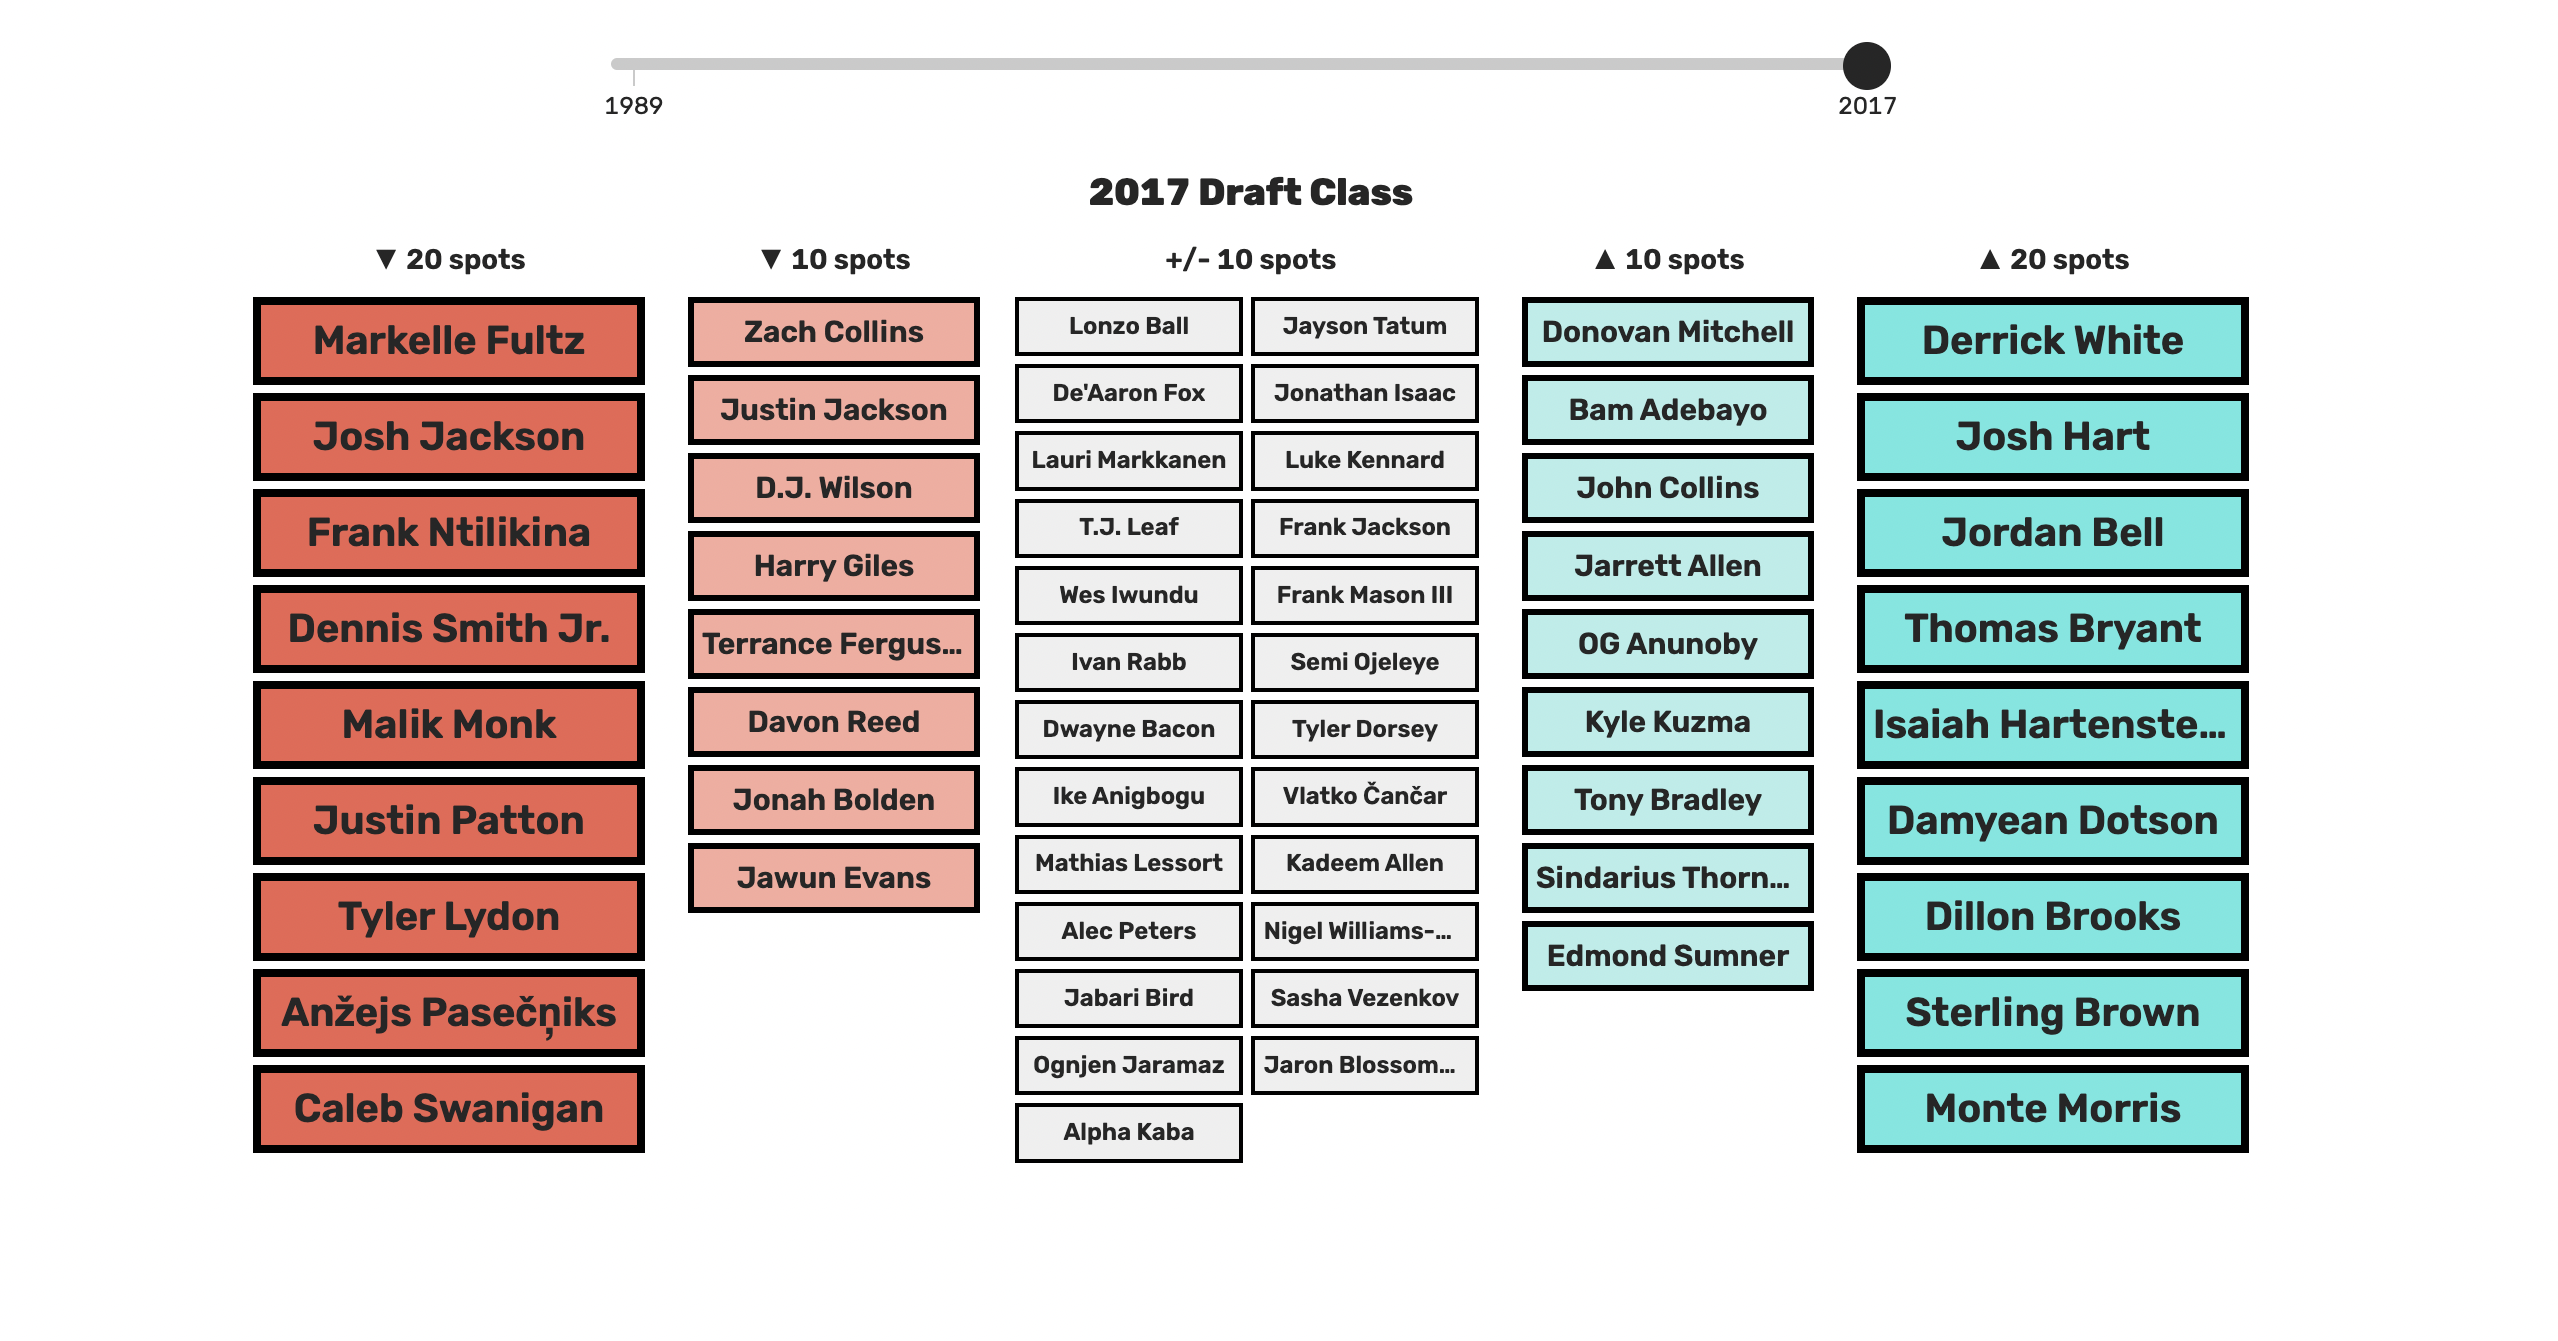 1989
2017
2017 Draft Class
▼ 20 spots
Markelle Fultz
Josh Jackson
Frank Ntilikina
Dennis Smith Jr.
Malik Monk
Justin Patton
Tyler Lydon
Anžejs Pasečņiks
Caleb Swanigan
▼ 10 spots
Zach Collins
Justin Jackson
D.J. Wilson
Harry Giles
Terrance Fergus...
Davon Reed
Jonah Bolden
Jawun Evans
+/- 10 spots
Lonzo Ball
Jayson Tatum
De'Aaron Fox
Jonathan Isaac
Lauri Markkanen
Luke Kennard
T.J. Leaf
Frank Jackson
Wes Iwundu
Frank Mason III
Ivan Rabb
Semi Ojeleye
Dwayne Bacon
Tyler Dorsey
Ike Anigbogu
Vlatko Čančar
Mathias Lessort
Kadeem Allen
Alec Peters
Nigel Williams-...
Jabari Bird
Sasha Vezenkov
Ognjen Jaramaz
Jaron Blossom...
Alpha Kaba
▲ 10 spots
Donovan Mitchell
Bam Adebayo
John Collins
Jarrett Allen
OG Anunoby
Kyle Kuzma
Tony Bradley
Sindarius Thorn...
Edmond Sumner
▲ 20 spots
Derrick White
Josh Hart
Jordan Bell
Thomas Bryant
Isaiah Hartenste...
Damyean Dotson
Dillon Brooks
Sterling Brown
Monte Morris